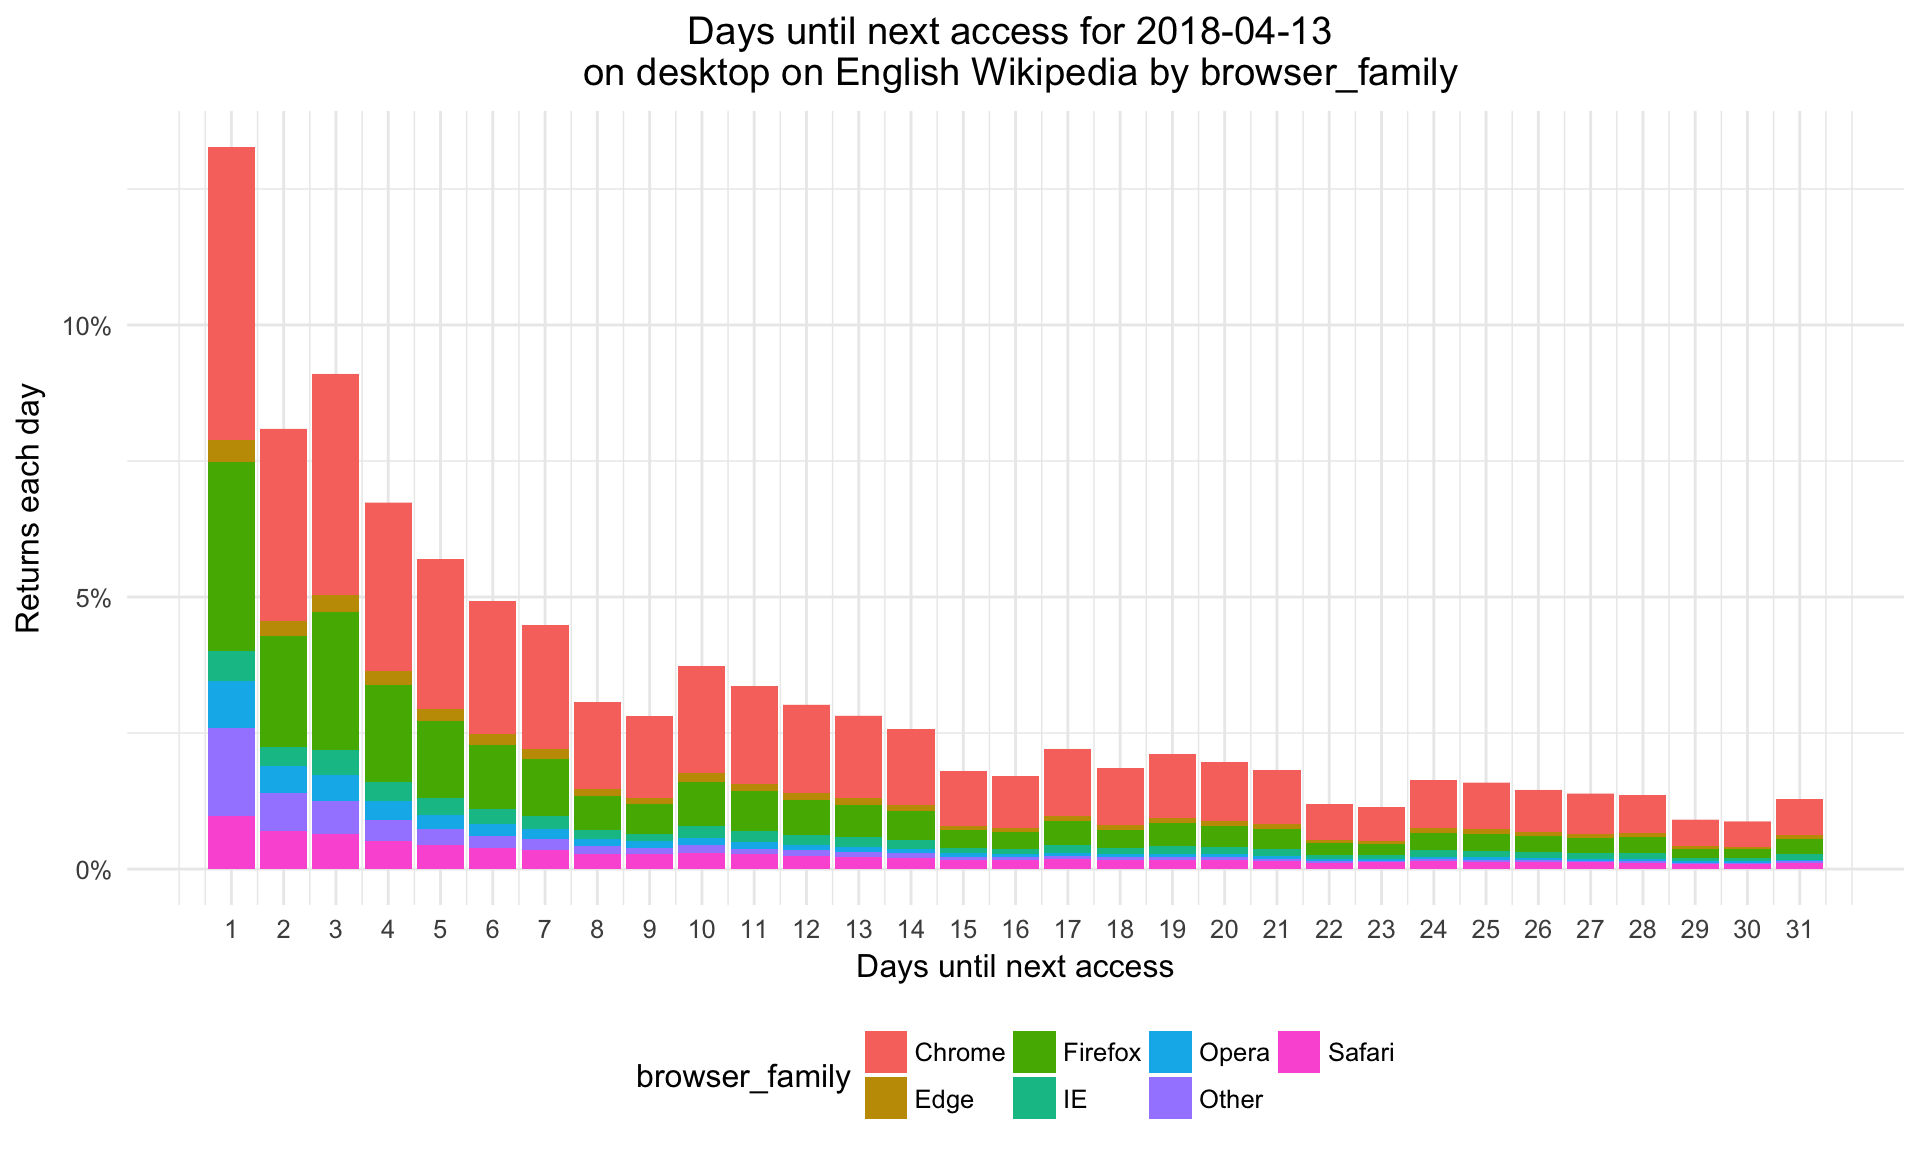 Days until next access for 2018-04-13
on desktop on English Wikipedia by browser_family
Returns each day
10%
5%
0%
1 2 3 4 5 6 7 8 9 10 11 12 13 14 15 16 17 18 19 20 21 22 23 24 25 26 27 28 29 30 31
Days until next access
browser_family
Chrome Firefox Opera Safari
Edge IE Other